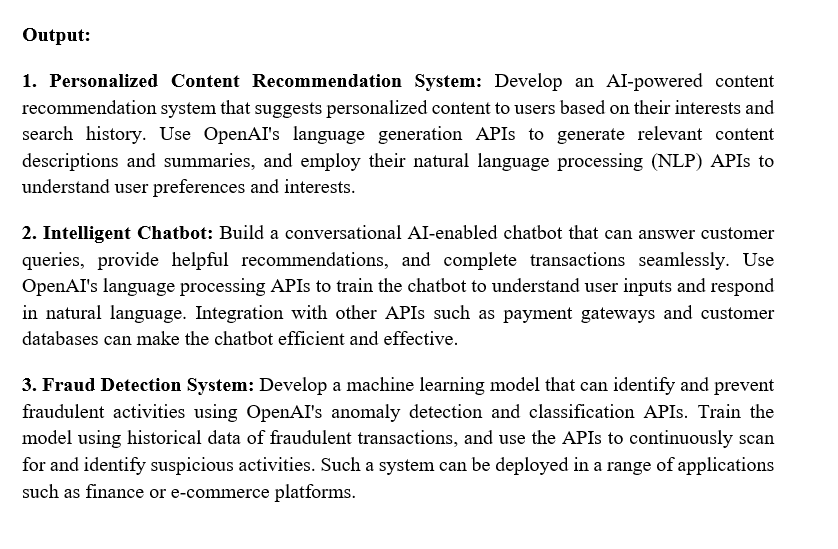 Output:
1. Personalized Content Recommendation System: Develop an AI-powered content
recommendation system that suggests personalized content to users based on their interests and
search history. Use OpenAI's language generation APIs to generate relevant content
descriptions and summaries, and employ their natural language processing (NLP) APIs to
understand user preferences and interests.
2. Intelligent Chatbot: Build a conversational AI-enabled chatbot that can answer customer
queries, provide helpful recommendations, and complete transactions seamlessly. Use
OpenAI's language processing APIs to train the chatbot to understand user inputs and respond
in natural language. Integration with other APIs such as payment gateways and customer
databases can make the chatbot efficient and effective.
3. Fraud Detection System: Develop a machine learning model that can identify and prevent
fraudulent activities using OpenAI's anomaly detection and classification APIs. Train the
model using historical data of fraudulent transactions, and use the APIs to continuously scan
for and identify suspicious activities. Such a system can be deployed in a range of applications
such as finance or e-commerce platforms.